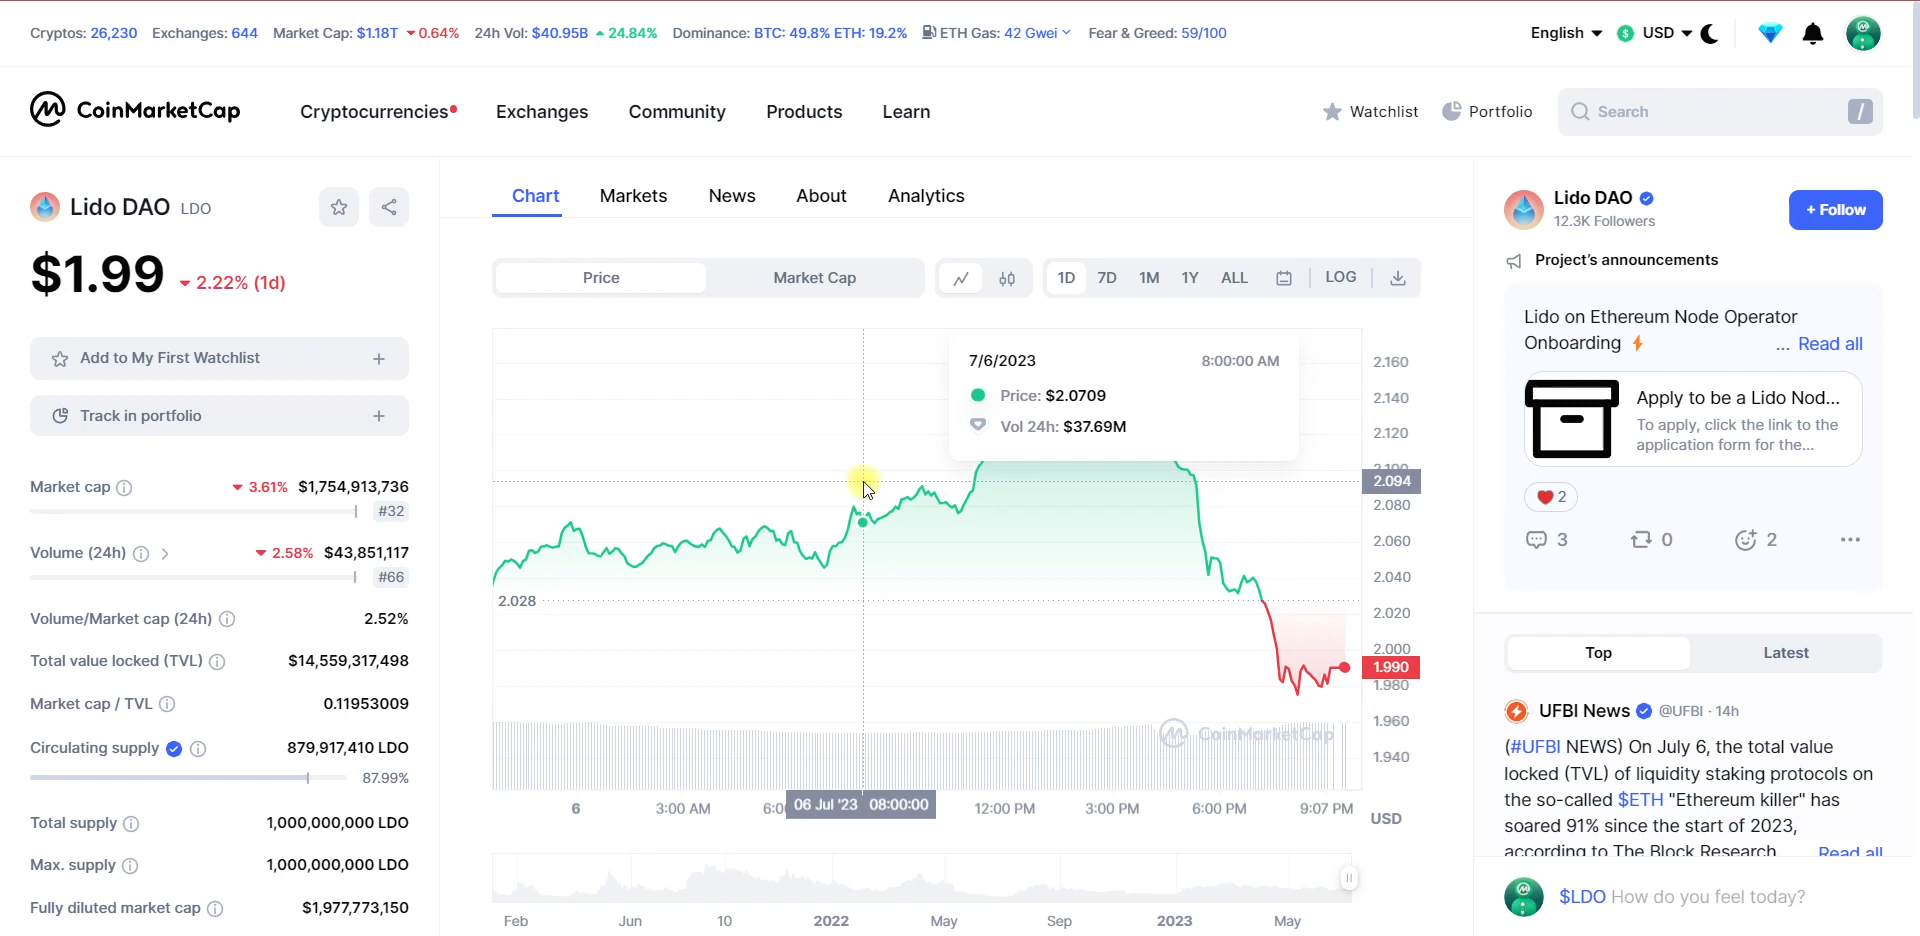 Cryptos: 26,230 Exchanges: 644 Market Cap: $1.18T 0.64% 24h Vol: $40.95B 24.84% Dominance: BTC: 49.8% ETH: 19.2% ETH Gas: 42 Gwei Fear & Greed: 59/100
English USD
CoinMarketCap
Cryptocurrencies Exchanges Community Products Learn
Watchlist Portfolio Search /
Lido DAO LDO
$1.99 2.22% (1d)
Add to My First Watchlist +
Track in portfolio +
Market cap 3.61% $1,754,913,736
#32
Volume (24h) 2.58% $43,851,117
#66
Volume/Market cap (24h) 2.52%
Total value locked (TVL) $14,559,317,498
Market cap / TVL 0.11953009
Circulating supply 879,917,410 LDO
87.99%
Total supply 1,000,000,000 LDO
Max. supply 1,000,000,000 LDO
Fully diluted market cap $1,977,773,150
Chart Markets News About Analytics
Price Market Cap 1D 7D 1M 1Y ALL LOG
7/6/2023 8:00:00 AM
Price: $2.0709
Vol 24h: $37.69M
2.160
2.140
2.120
2.100
2.094
2.080
2.060
2.040
2.028
2.020
2.000
1.990
1.980
1.960
1.940
CoinMarketCap
6 3:00 AM 6:00 06 Jul '23 08:00:00 12:00 PM 3:00 PM 6:00 PM 9:07 PM
USD
Feb Jun 10 2022 May Sep 2023 May
Lido DAO
12.3K Followers
+ Follow
Project's announcements
Lido on Ethereum Node Operator
Onboarding ... Read all
Apply to be a Lido Nod...
To apply, click the link to the
application form for the...
2
3 0 2
Top Latest
UFBI News @UFBI · 14h
(#UFBI NEWS) On July 6, the total value
locked (TVL) of liquidity staking protocols on
the so-called $ETH "Ethereum killer" has
soared 91% since the start of 2023,
according to The Block Research. Read all
$LDO How do you feel today?